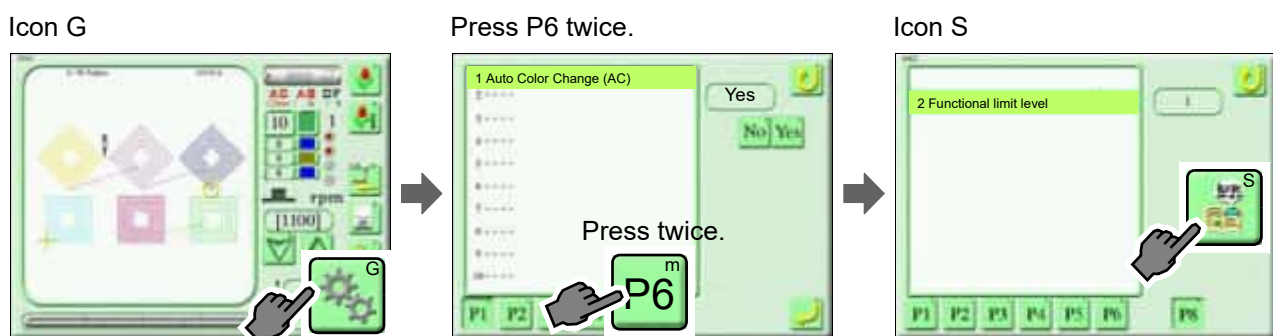 Icon G
Press P6 twice.
Icon S
AC AB DF
10
1
rpm
[1100]
G
1 Auto Color Change (AC)
Yes
No Yes
Press twice.
m
P6
P1 P2
2 Functional limit level
1
S
P1 P2 P3 P4 P5 P6 P8